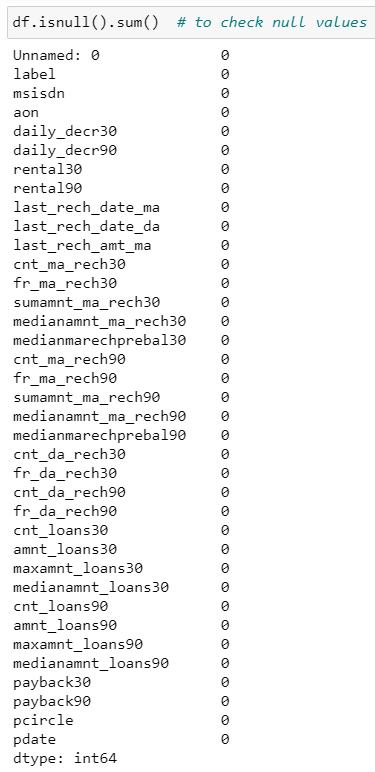 df.isnull().sum()  # to check null values
Unnamed: 0              0
label                   0
msisdn                  0
aon                     0
daily_decr30            0
daily_decr90            0
rental30                0
rental90                0
last_rech_date_ma       0
last_rech_date_da       0
last_rech_amt_ma        0
cnt_ma_rech30           0
fr_ma_rech30            0
sumamnt_ma_rech30       0
medianamnt_ma_rech30    0
medianmarechprebal30    0
cnt_ma_rech90           0
fr_ma_rech90            0
sumamnt_ma_rech90       0
medianamnt_ma_rech90    0
medianmarechprebal90    0
cnt_da_rech30           0
fr_da_rech30            0
cnt_da_rech90           0
fr_da_rech90            0
cnt_loans30             0
amnt_loans30            0
maxamnt_loans30         0
medianamnt_loans30      0
cnt_loans90             0
amnt_loans90            0
maxamnt_loans90         0
medianamnt_loans90      0
payback30               0
payback90               0
pcircle                 0
pdate                   0
dtype: int64